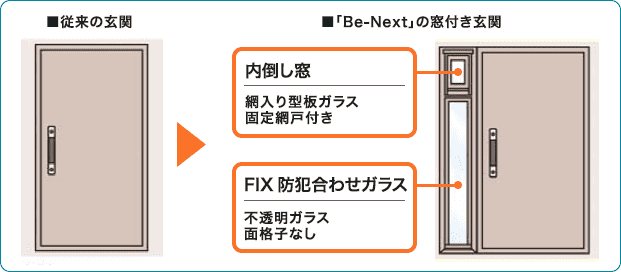 ■従来の玄関
■「Be-Next」の窓付き玄関
内倒し窓
網入り型板ガラス
固定網戸付き
FIX 防犯合わせガラス
不透明ガラス
面格子なし